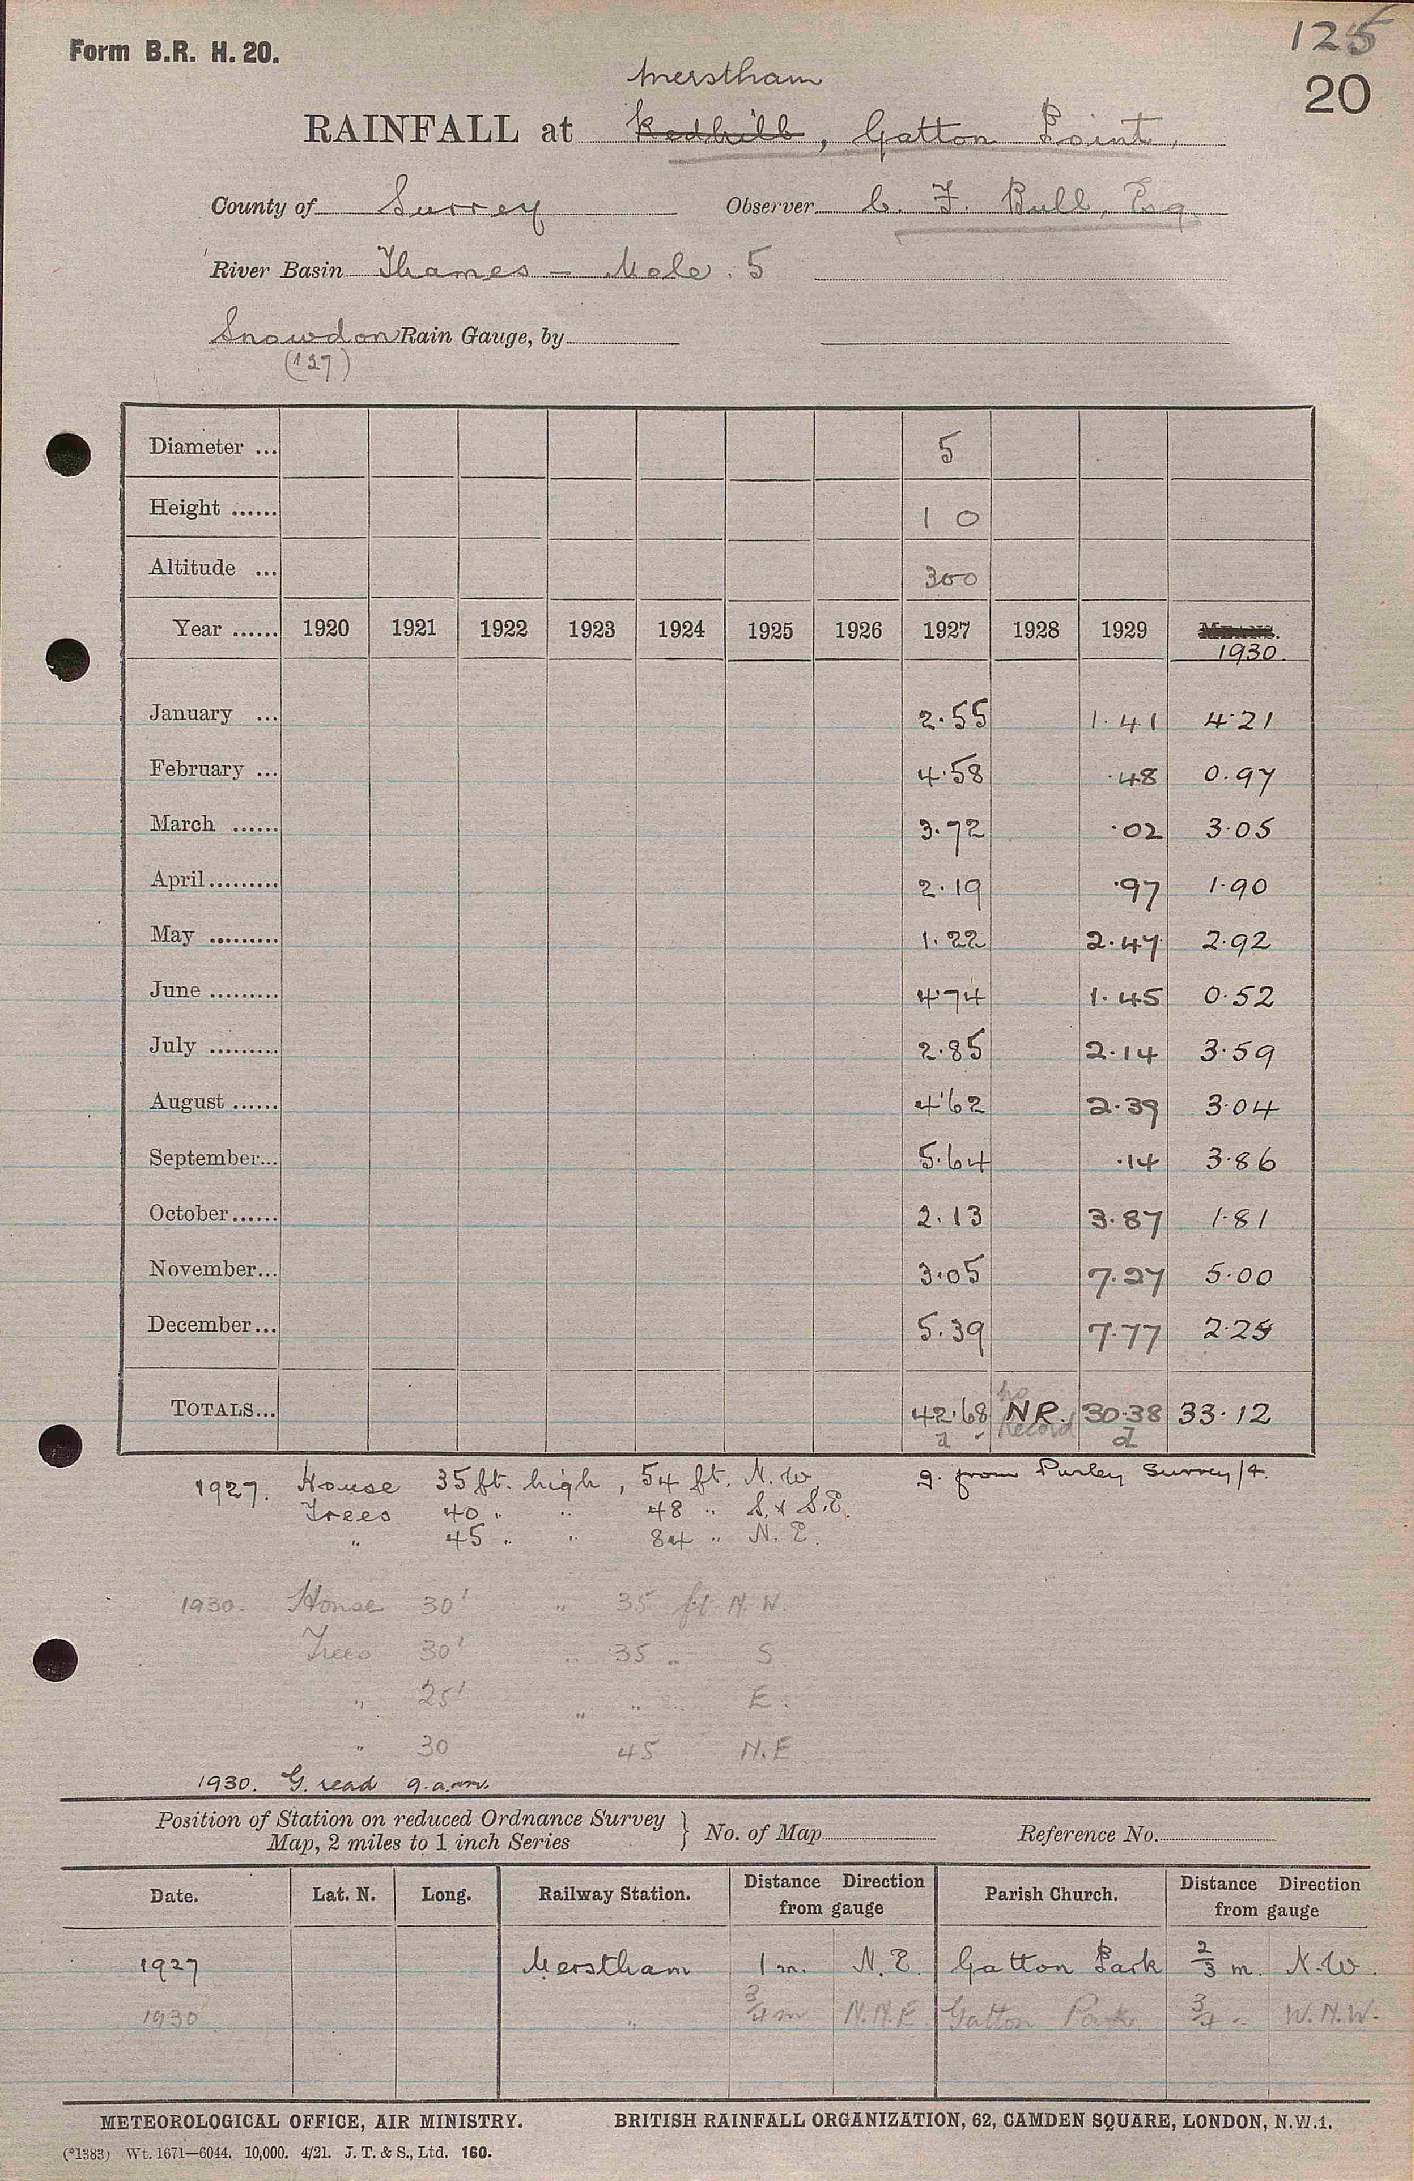 Form B.R. H. 20.
125
20
Merstham
RAINFALL at Redhill, Gatton Point,
County of Surrey Observer C. F. Bull, Esq.
River Basin Thames – Mole . 5
Snowdon Rain Gauge, by
(127)
Diameter ... 5
Height ...... 1 0
Altitude ... 300
Year ...... 1920 1921 1922 1923 1924 1925 1926 1927 1928 1929 MEANS.
1930.
January ... 2.55 1.41 4.21
February ... 4.58 .48 0.97
March ...... 3.72 .02 3.05
April ......... 2.19 .97 1.90
May ......... 1.22 2.47 2.92
June ......... 4.74 1.45 0.52
July ......... 2.85 2.14 3.59
August ...... 4.62 2.39 3.04
September... 5.64 .14 3.86
October...... 2.13 3.87 1.81
November... 3.05 7.27 5.00
December... 5.39 7.77 2.25
No
TOTALS... 42.68 NR. 30.38 33.12
Record
1927. House 35 ft. high, 54 ft. N.W. g. from Purley Surrey/4.
Trees 40 " " 48 " S. & S.E.
" 45 " " 84 " N.E.
1930. House 30' " 35 ft N.W.
Trees 30' " 35 " S
" 25' " " E.
" 30 45 N.E
1930. G. read 9 a.m.
Position of Station on reduced Ordnance Survey
Map, 2 miles to 1 inch Series } No. of Map Reference No.
Date. Lat. N. Long. Railway Station. Distance Direction from gauge Parish Church. Distance Direction from gauge
1927 Merstham 1 m. N.E. Gatton Park 2/3 m. N.W.
1930 " 3/4 m N.N.E Gatton Park 3/4 " W.N.W.
METEOROLOGICAL OFFICE, AIR MINISTRY. BRITISH RAINFALL ORGANIZATION, 62, CAMDEN SQUARE, LONDON, N.W.1.
(*1383) Wt. 1671—6044. 10,000. 4/21. J. T. & S., Ltd. 160.